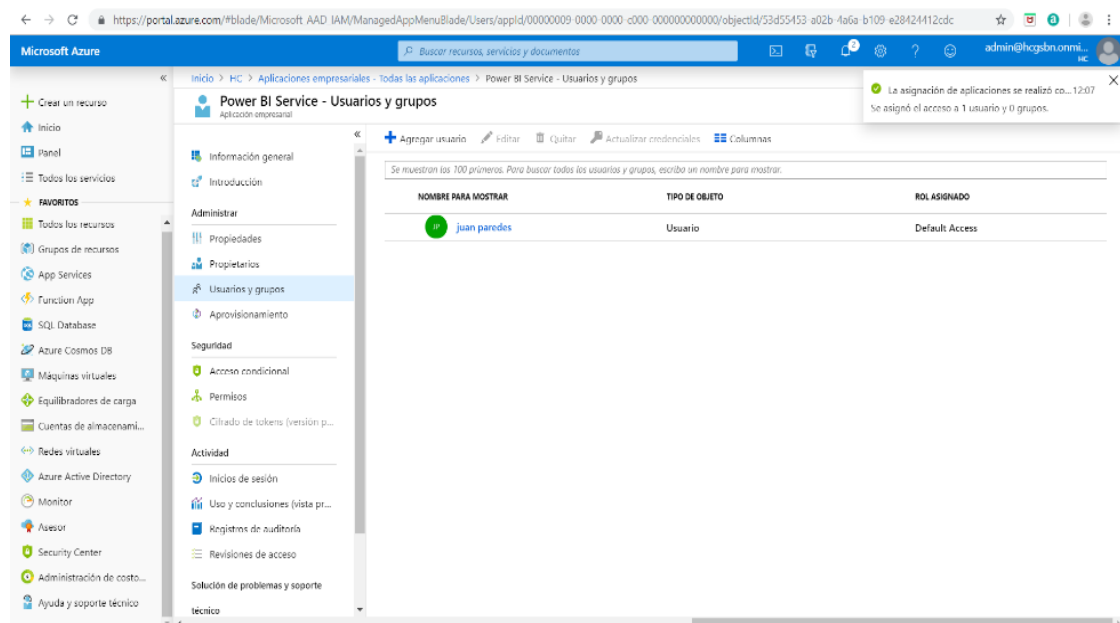 https://portal.azure.com/#blade/Microsoft_AAD_IAM/ManagedAppMenuBlade/Users/appId/00000009-0000-0000-c000-000000000000/objectId/53d55453-a02b-4a6a-b109-e28424412cdc
Microsoft Azure
Buscar recursos, servicios y documentos
2
admin@hcgsbn.onmi...
HC
Inicio > HC > Aplicaciones empresariales - Todas las aplicaciones > Power BI Service - Usuarios y grupos
Power BI Service - Usuarios y grupos
Aplicación empresarial
La asignación de aplicaciones se realizó co... 12:07
Se asignó el acceso a 1 usuario y 0 grupos.
Crear un recurso
Inicio
Panel
Todos los servicios
FAVORITOS
Todos los recursos
Grupos de recursos
App Services
Function App
SQL Database
Azure Cosmos DB
Máquinas virtuales
Equilibradores de carga
Cuentas de almacenami...
Redes virtuales
Azure Active Directory
Monitor
Asesor
Security Center
Administración de costo...
Ayuda y soporte técnico
Información general
Introducción
Administrar
Propiedades
Propietarios
Usuarios y grupos
Aprovisionamiento
Seguridad
Acceso condicional
Permisos
Cifrado de tokens (versión p...
Actividad
Inicios de sesión
Uso y conclusiones (vista pr...
Registros de auditoría
Revisiones de acceso
Solución de problemas y soporte
técnico
Agregar usuario Editar Quitar Actualizar credenciales Columnas
Se muestran los 100 primeros. Para buscar todos los usuarios y grupos, escriba un nombre para mostrar.
NOMBRE PARA MOSTRAR TIPO DE OBJETO ROL ASIGNADO
JP juan paredes Usuario Default Access